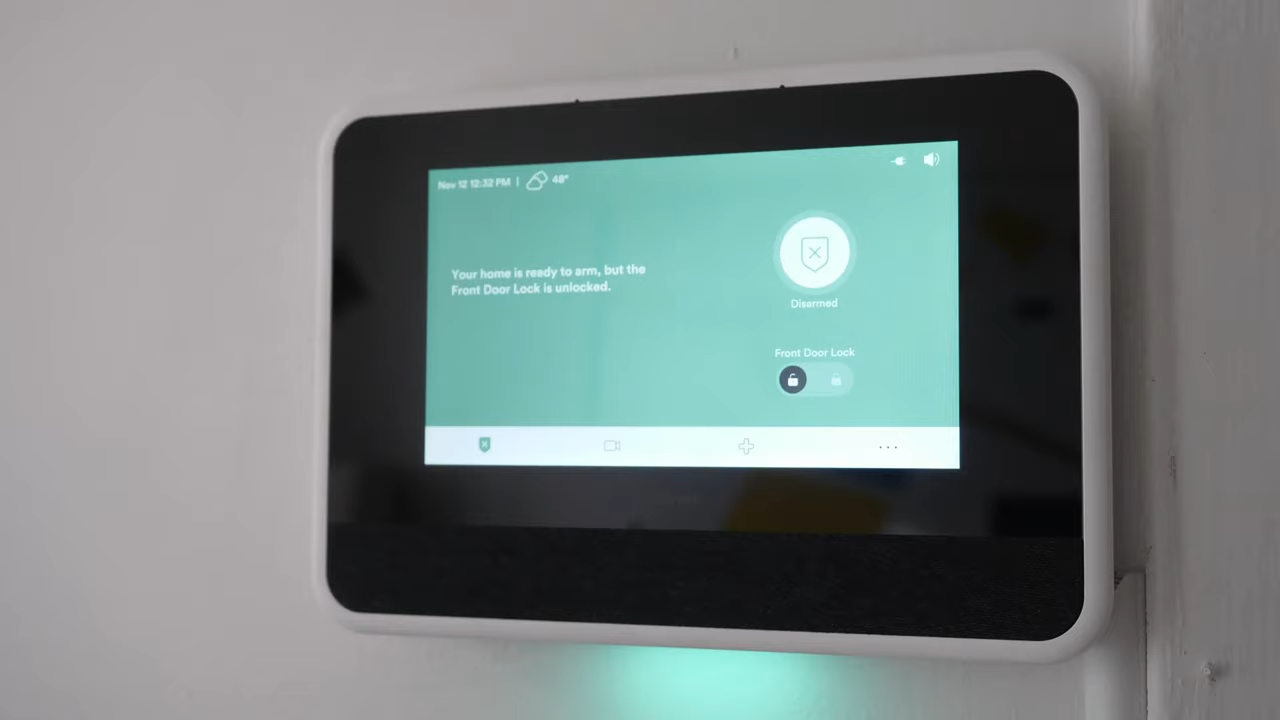 Nov 12 12:32 PM | 48°
Your home is ready to arm, but the
Front Door Lock is unlocked.
Disarmed
Front Door Lock